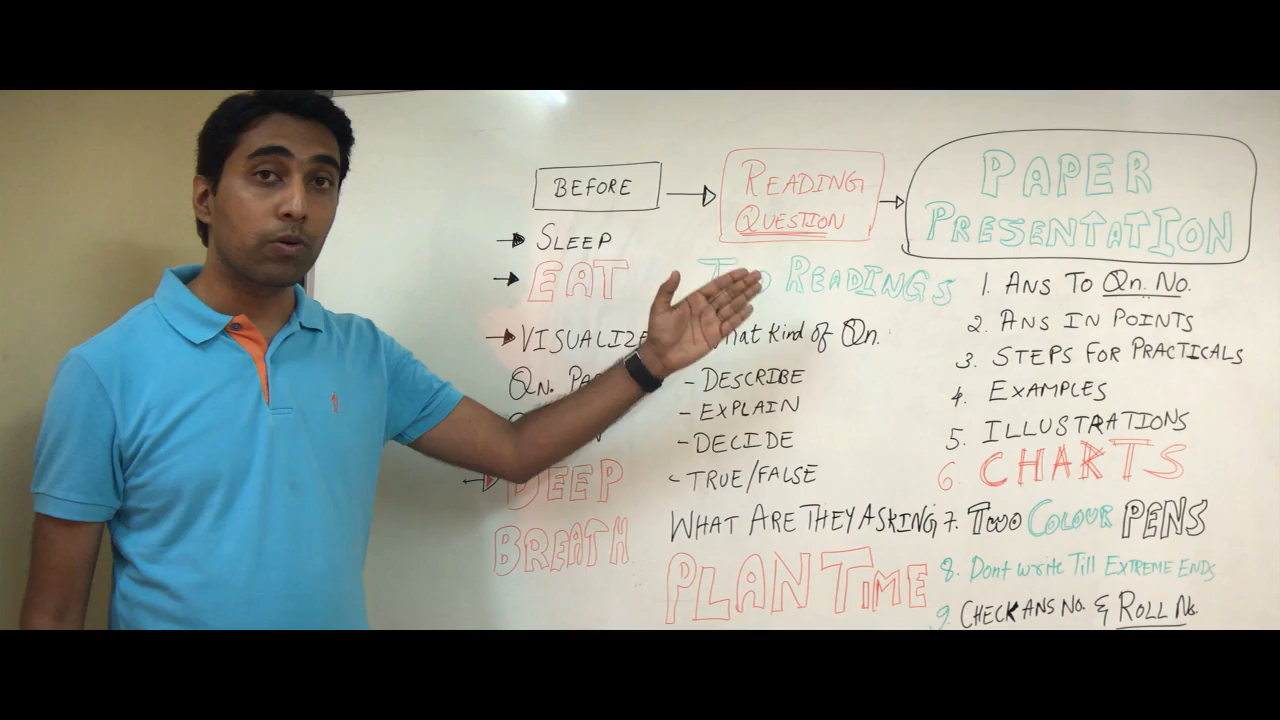 BEFORE
SLEEP
EAT
VISUALIZE
QN.
DEEP
BREATH
READING
QUESTION
READINGS
Kind of Qn.
- DESCRIBE
- EXPLAIN
- DECIDE
- TRUE/FALSE
WHAT ARE THEY ASKING
PLAN TIME
PAPER
PRESENTATION
1. ANS TO Qn. No.
2. ANS IN POINTS
3. STEPS FOR PRACTICALS
4. EXAMPLES
5. ILLUSTRATIONS
6. CHARTS
7. TWO COLOUR PENS
8. DONT WRITE TILL EXTREME ENDS
9. CHECK ANS NO. & ROLL No.